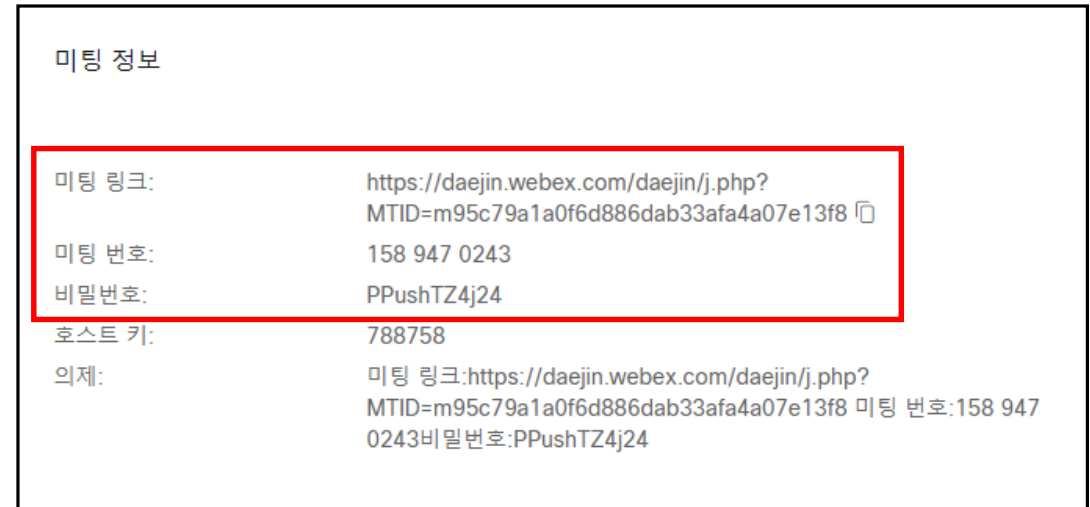 미팅 정보
미팅 링크: https://daejin.webex.com/daejin/j.php?
MTID=m95c79a1a0f6d886dab33afa4a07e13f8
미팅 번호: 158 947 0243
비밀번호: PPushTZ4j24
호스트 키: 788758
의제: 미팅 링크:https://daejin.webex.com/daejin/j.php?
MTID=m95c79a1a0f6d886dab33afa4a07e13f8 미팅 번호:158 947
0243비밀번호:PPushTZ4j24